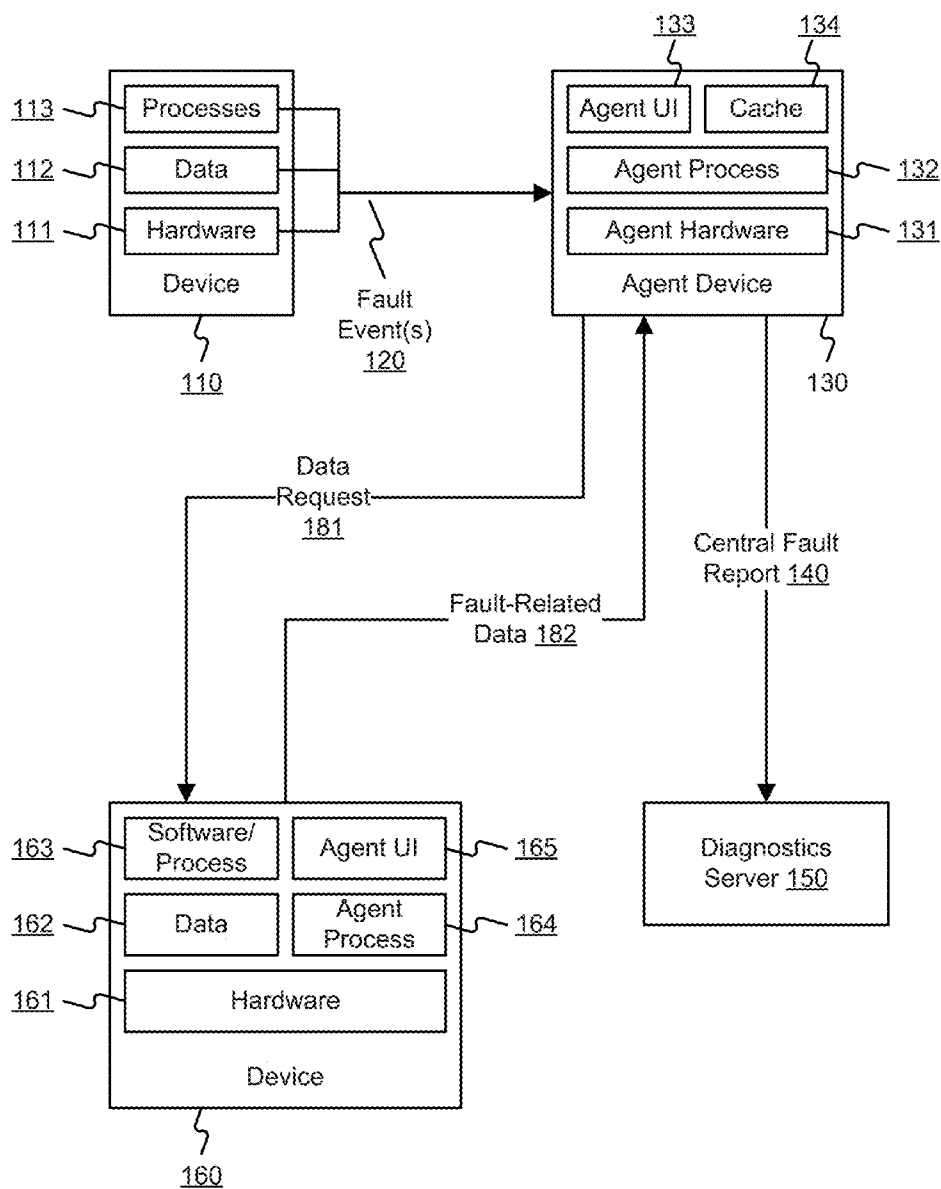 133
134
113
Processes
Agent UI
Cache
112
Data
Agent Process
132
111
Hardware
Agent Hardware
131
Device
Agent Device
Fault
Event(s)
120
110
130
Data
Request
181
Central Fault
Report 140
Fault-Related
Data 182
163
Software/
Process
Agent UI
165
162
Data
Agent
Process
164
161
Hardware
Device
160
Diagnostics
Server 150